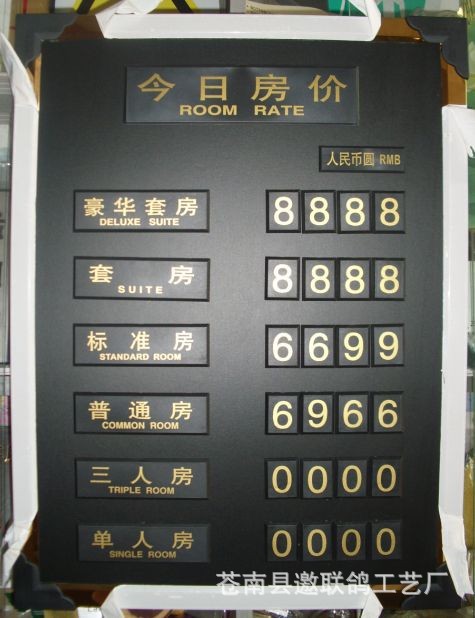 今日房价
ROOM RATE
人民币圆 RMB
豪华套房 8888
DELUXE SUITE
套房 8888
SUITE
标准房 6699
STANDARD ROOM
普通房 6966
COMMON ROOM
三人房 0000
TRIPLE ROOM
单人房 0000
SINGLE ROOM
苍南县邀联鸽工艺厂